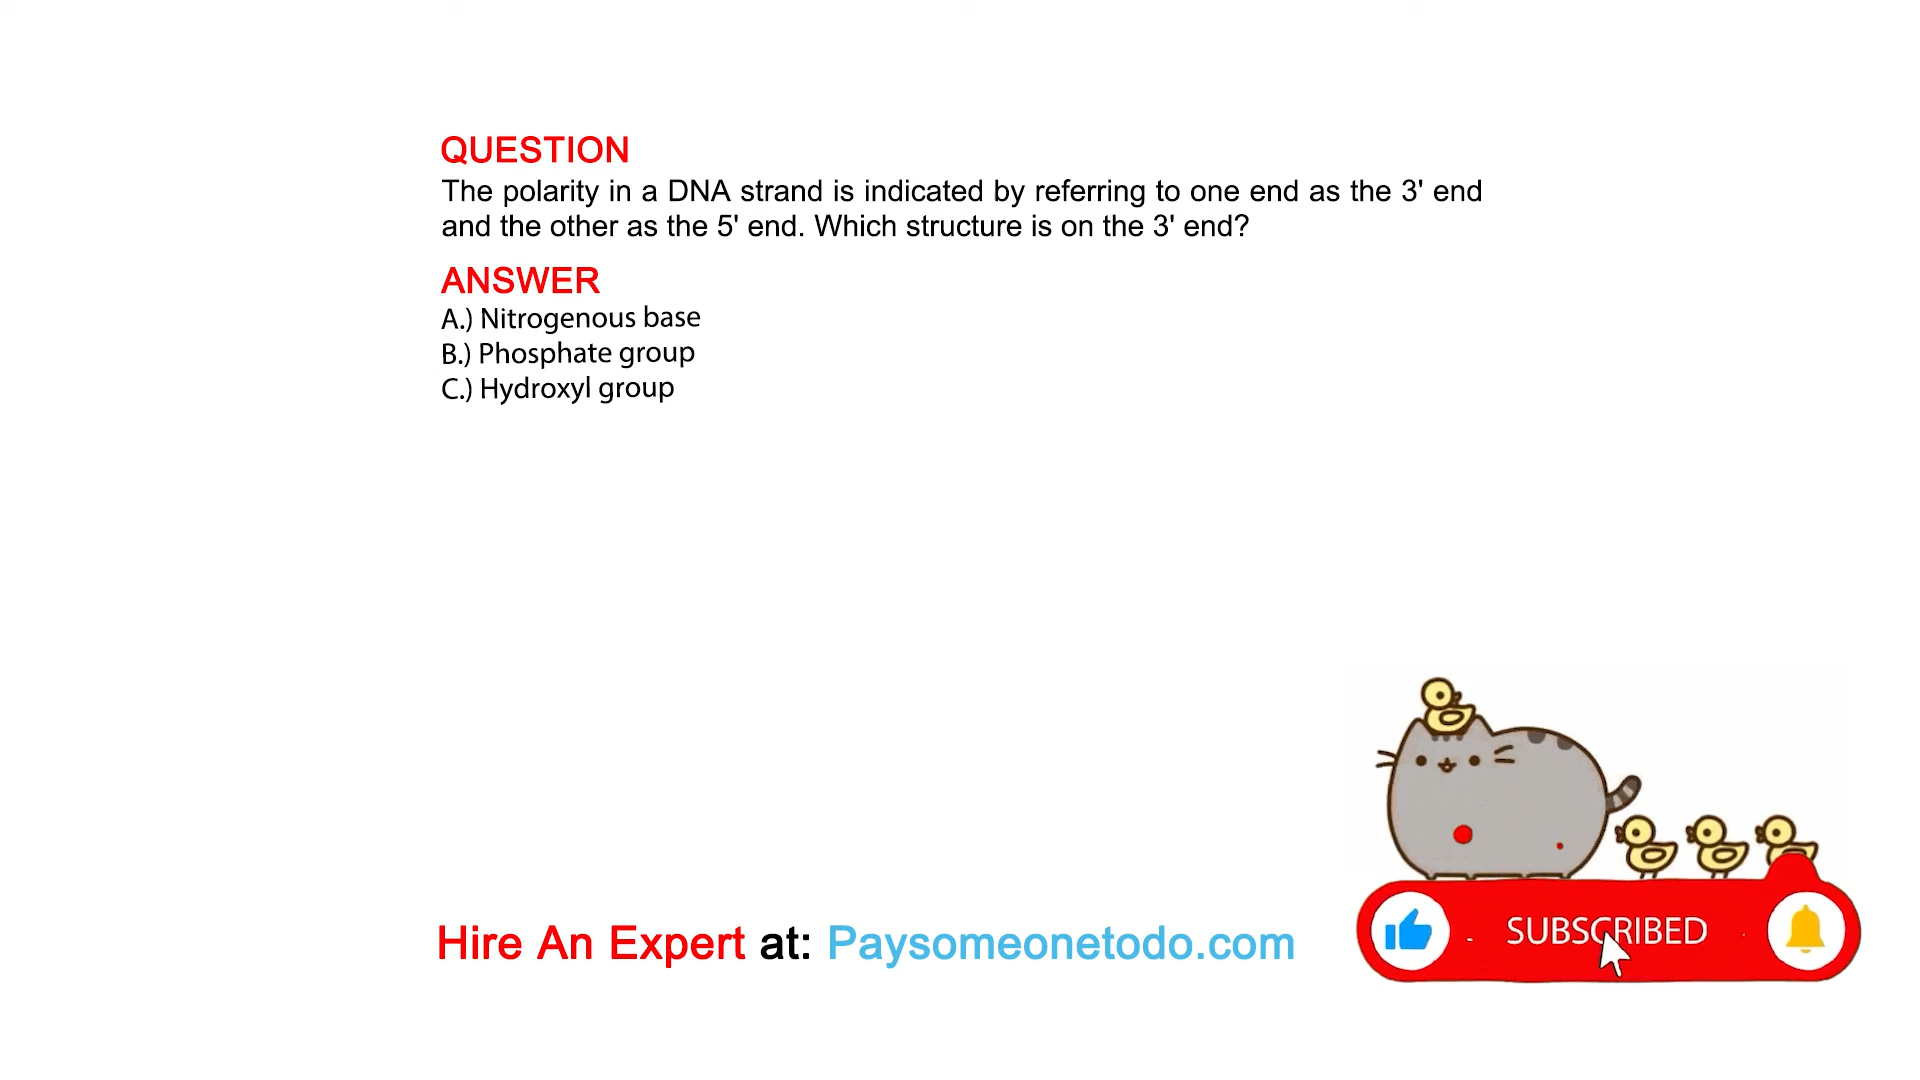 QUESTION
The polarity in a DNA strand is indicated by referring to one end as the 3' end
and the other as the 5' end. Which structure is on the 3' end?
ANSWER
A.) Nitrogenous base
B.) Phosphate group
C.) Hydroxyl group
Hire An Expert at: Paysomeonetodo.com
SUBSCRIBED